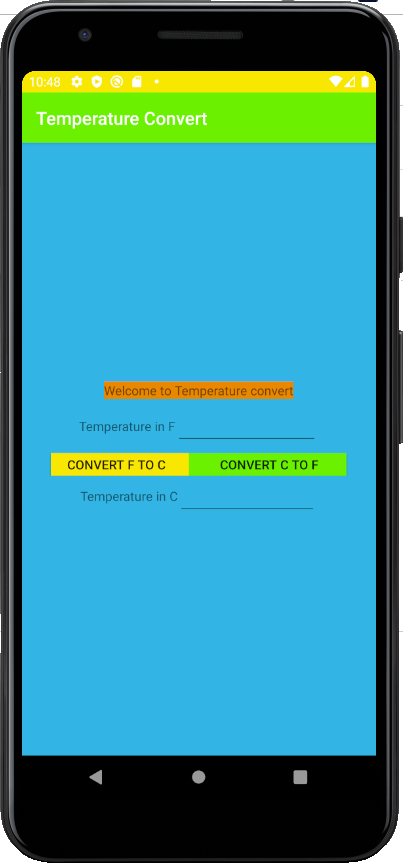 10:48
Temperature Convert
Welcome to Temperature convert
Temperature in F
CONVERT F TO C CONVERT C TO F
Temperature in C